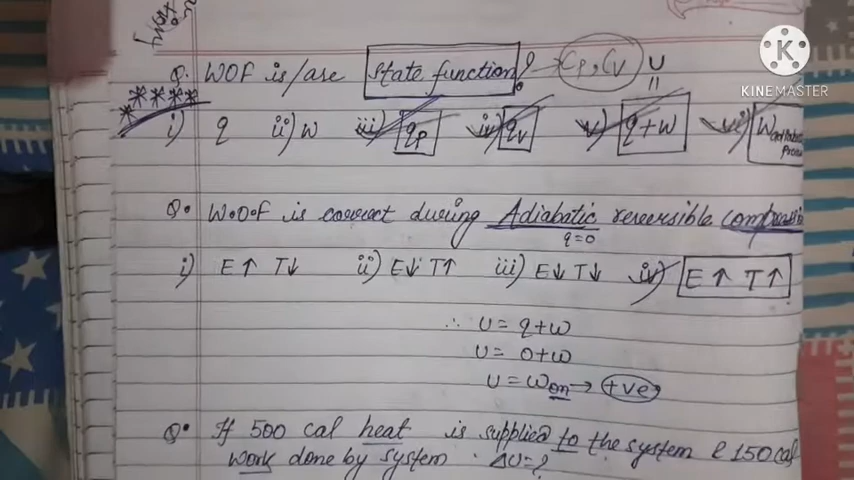 KINEMASTER
Q. WOF is/are state function? → Cp, Cv U
i) q ii) w iii) qp iv) qv v) q+w vi) W
Q. W.O.F is correct during Adiabatic reversible
q=0
i) E↑ T↓ ii) E↓ T↑ iii) E↓ T↓ iv) E↑ T↑
∴ U = q+w
U = 0+w
U = won → +ve
Q. If 500 cal heat is supplied to the system & 150 cal
work done by system. ΔU=?